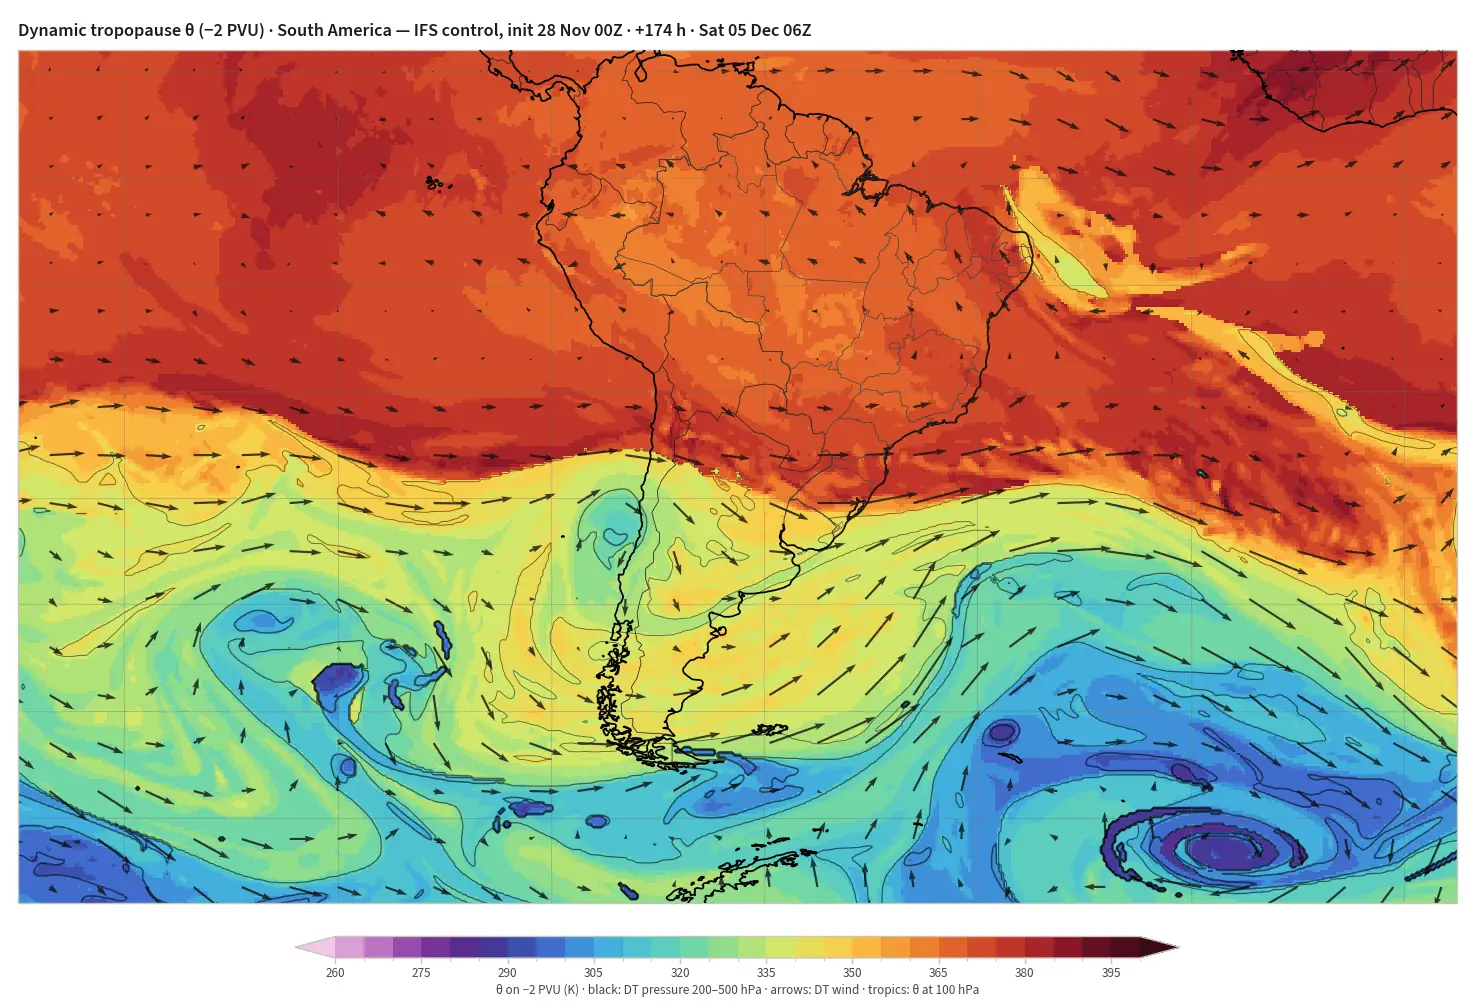 Dynamic tropopause θ (−2 PVU) · South America — IFS control, init 28 Nov 00Z · +174 h · Sat 05 Dec 06Z
260 275 290 305 320 335 350 365 380 395
θ on −2 PVU (K) · black: DT pressure 200–500 hPa · arrows: DT wind · tropics: θ at 100 hPa